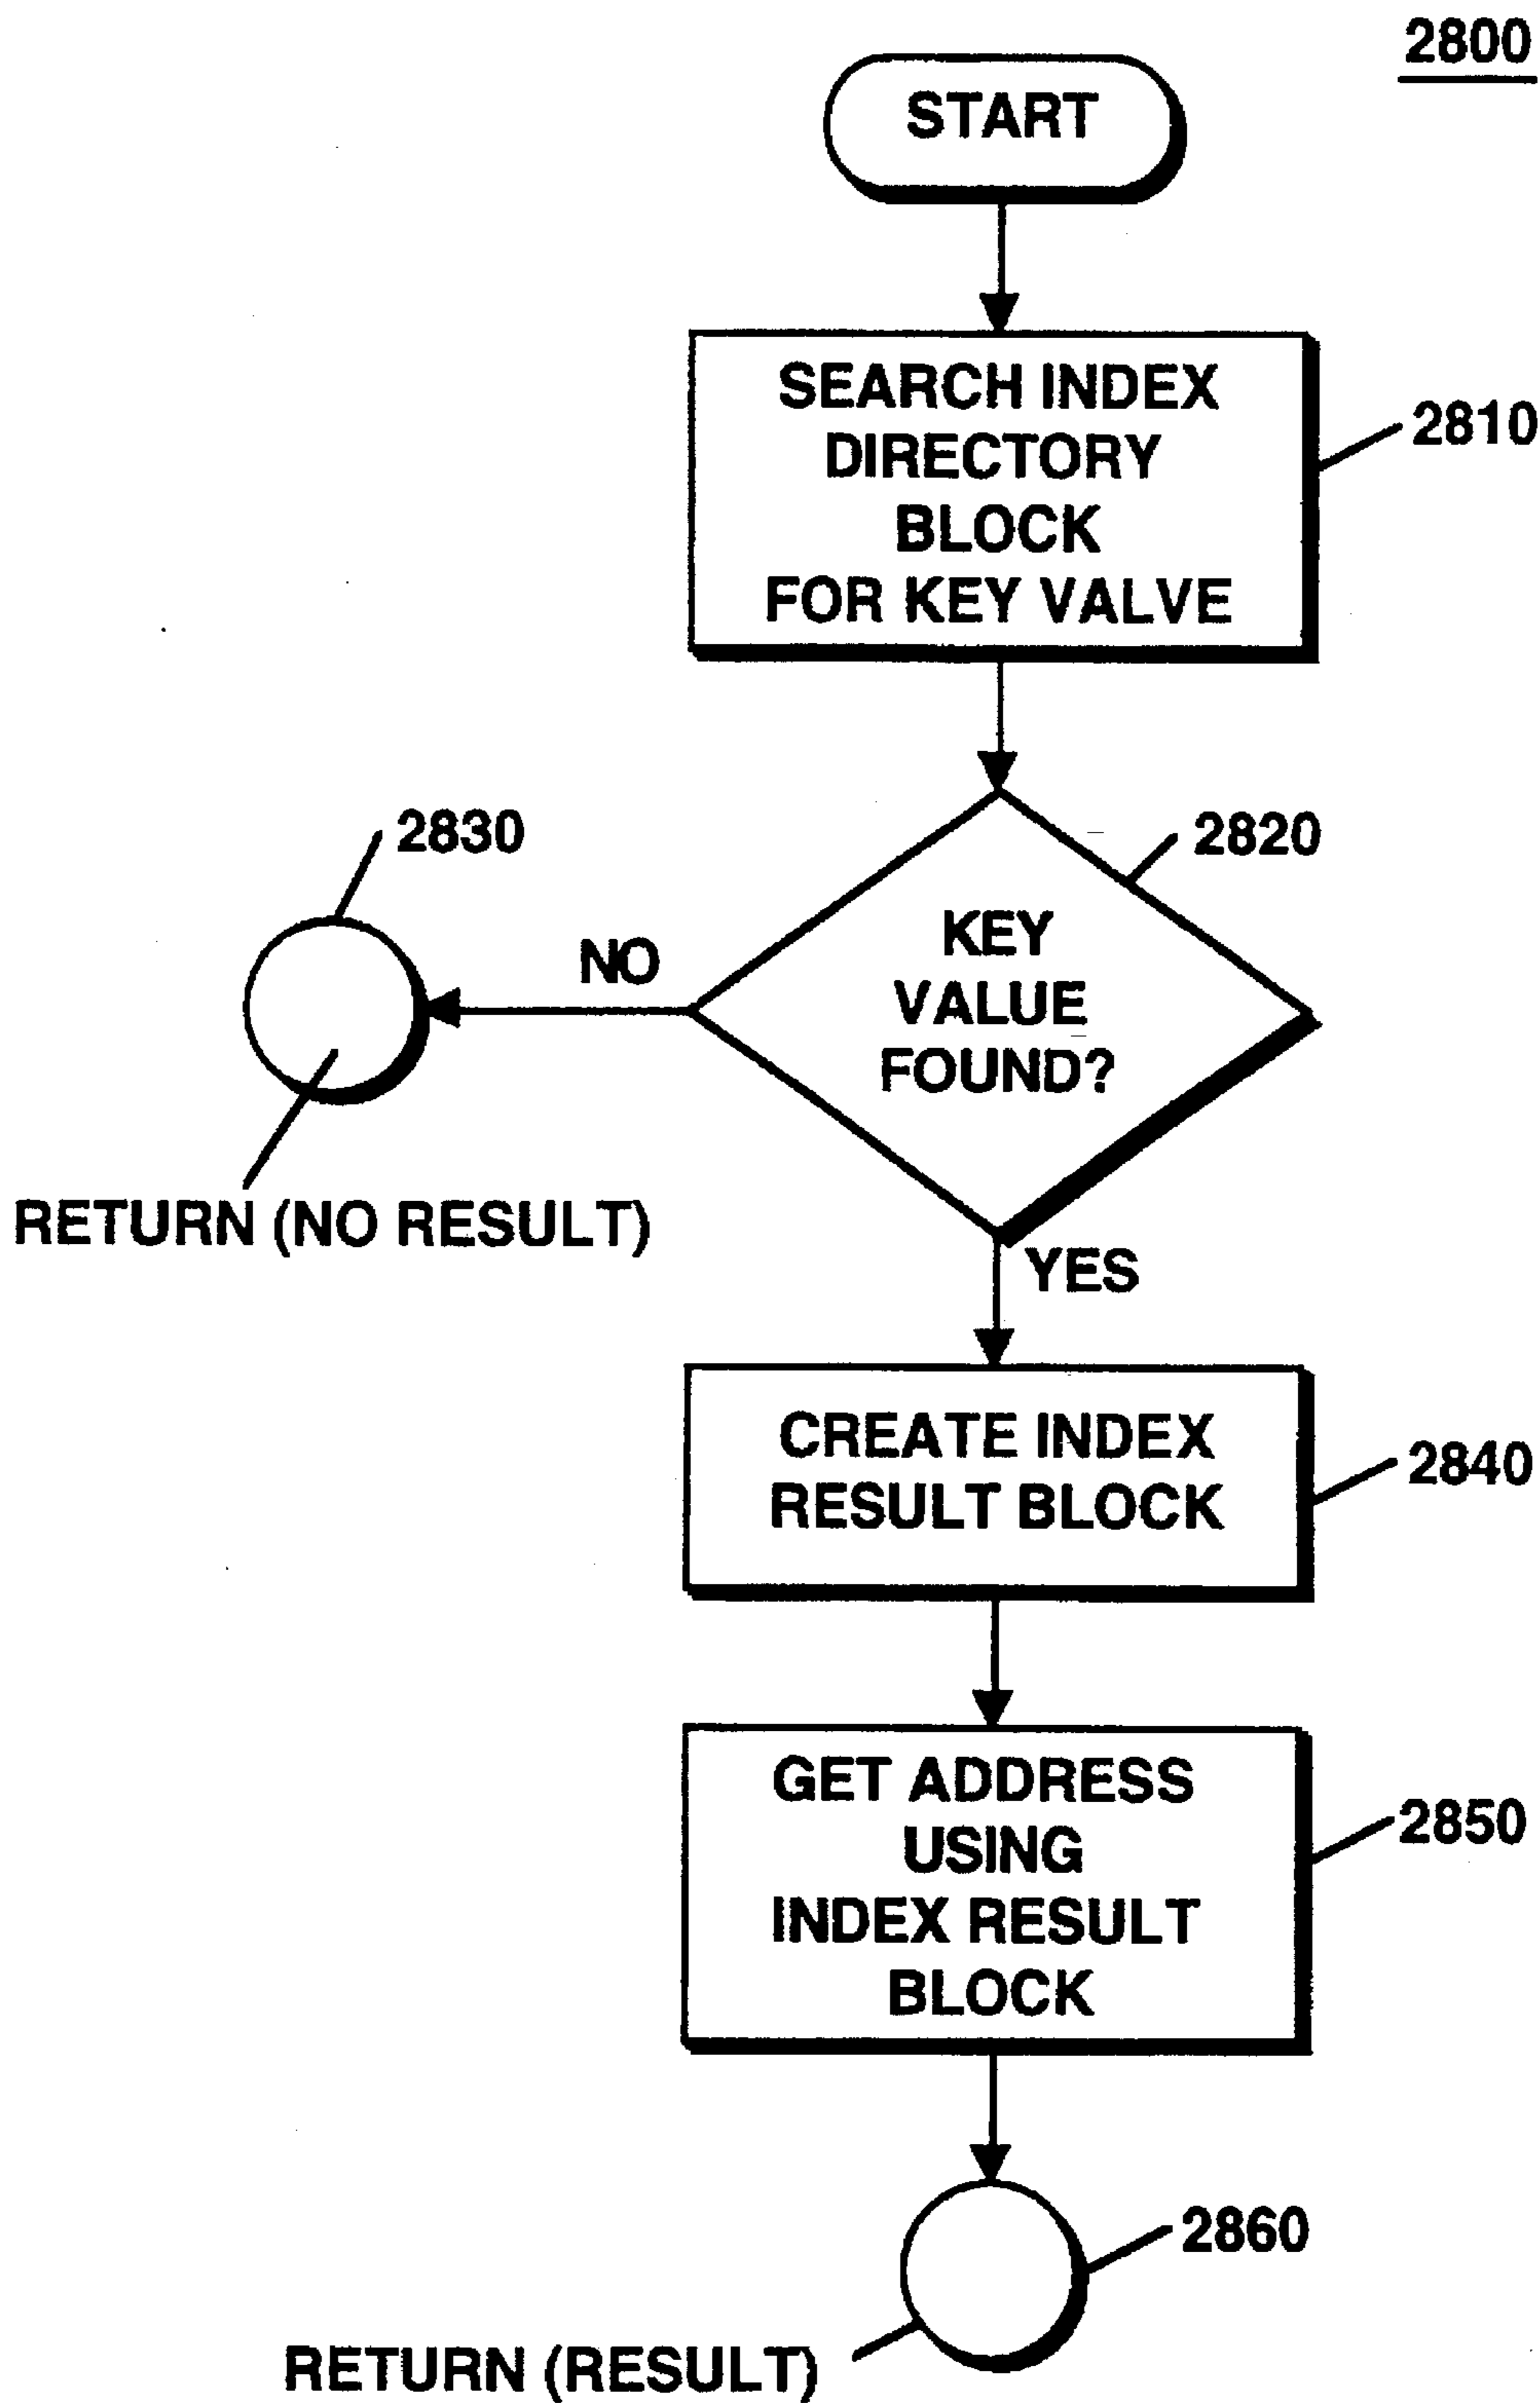 2800
START
SEARCH INDEX
DIRECTORY
BLOCK
FOR KEY VALVE
2810
2830
2820
KEY
VALUE
FOUND?
NO
RETURN (NO RESULT)
YES
CREATE INDEX
RESULT BLOCK
2840
GET ADDRESS
USING
INDEX RESULT
BLOCK
2850
2860
RETURN (RESULT)